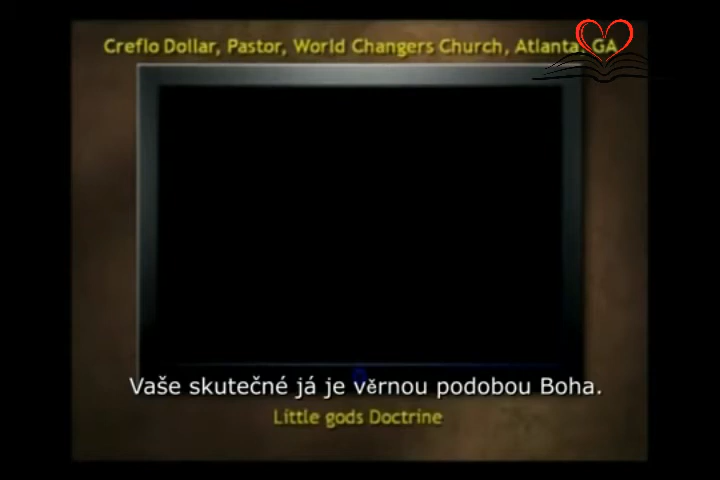 Creflo Dollar, Pastor, World Changers Church, Atlanta, GA
Vaše skutečné já je věrnou podobou Boha.
Little gods Doctrine